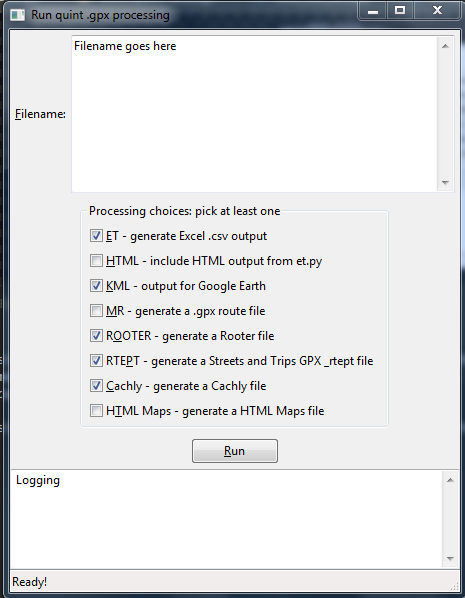 Run quint .gpx processing
Filename goes here
Filename:
Processing choices: pick at least one
ET - generate Excel .csv output
HTML - include HTML output from et.py
KML - output for Google Earth
MR - generate a .gpx route file
ROOTER - generate a Rooter file
RTEPT - generate a Streets and Trips GPX _rtept file
Cachly - generate a Cachly file
HTML Maps - generate a HTML Maps file
Run
Logging
Ready!